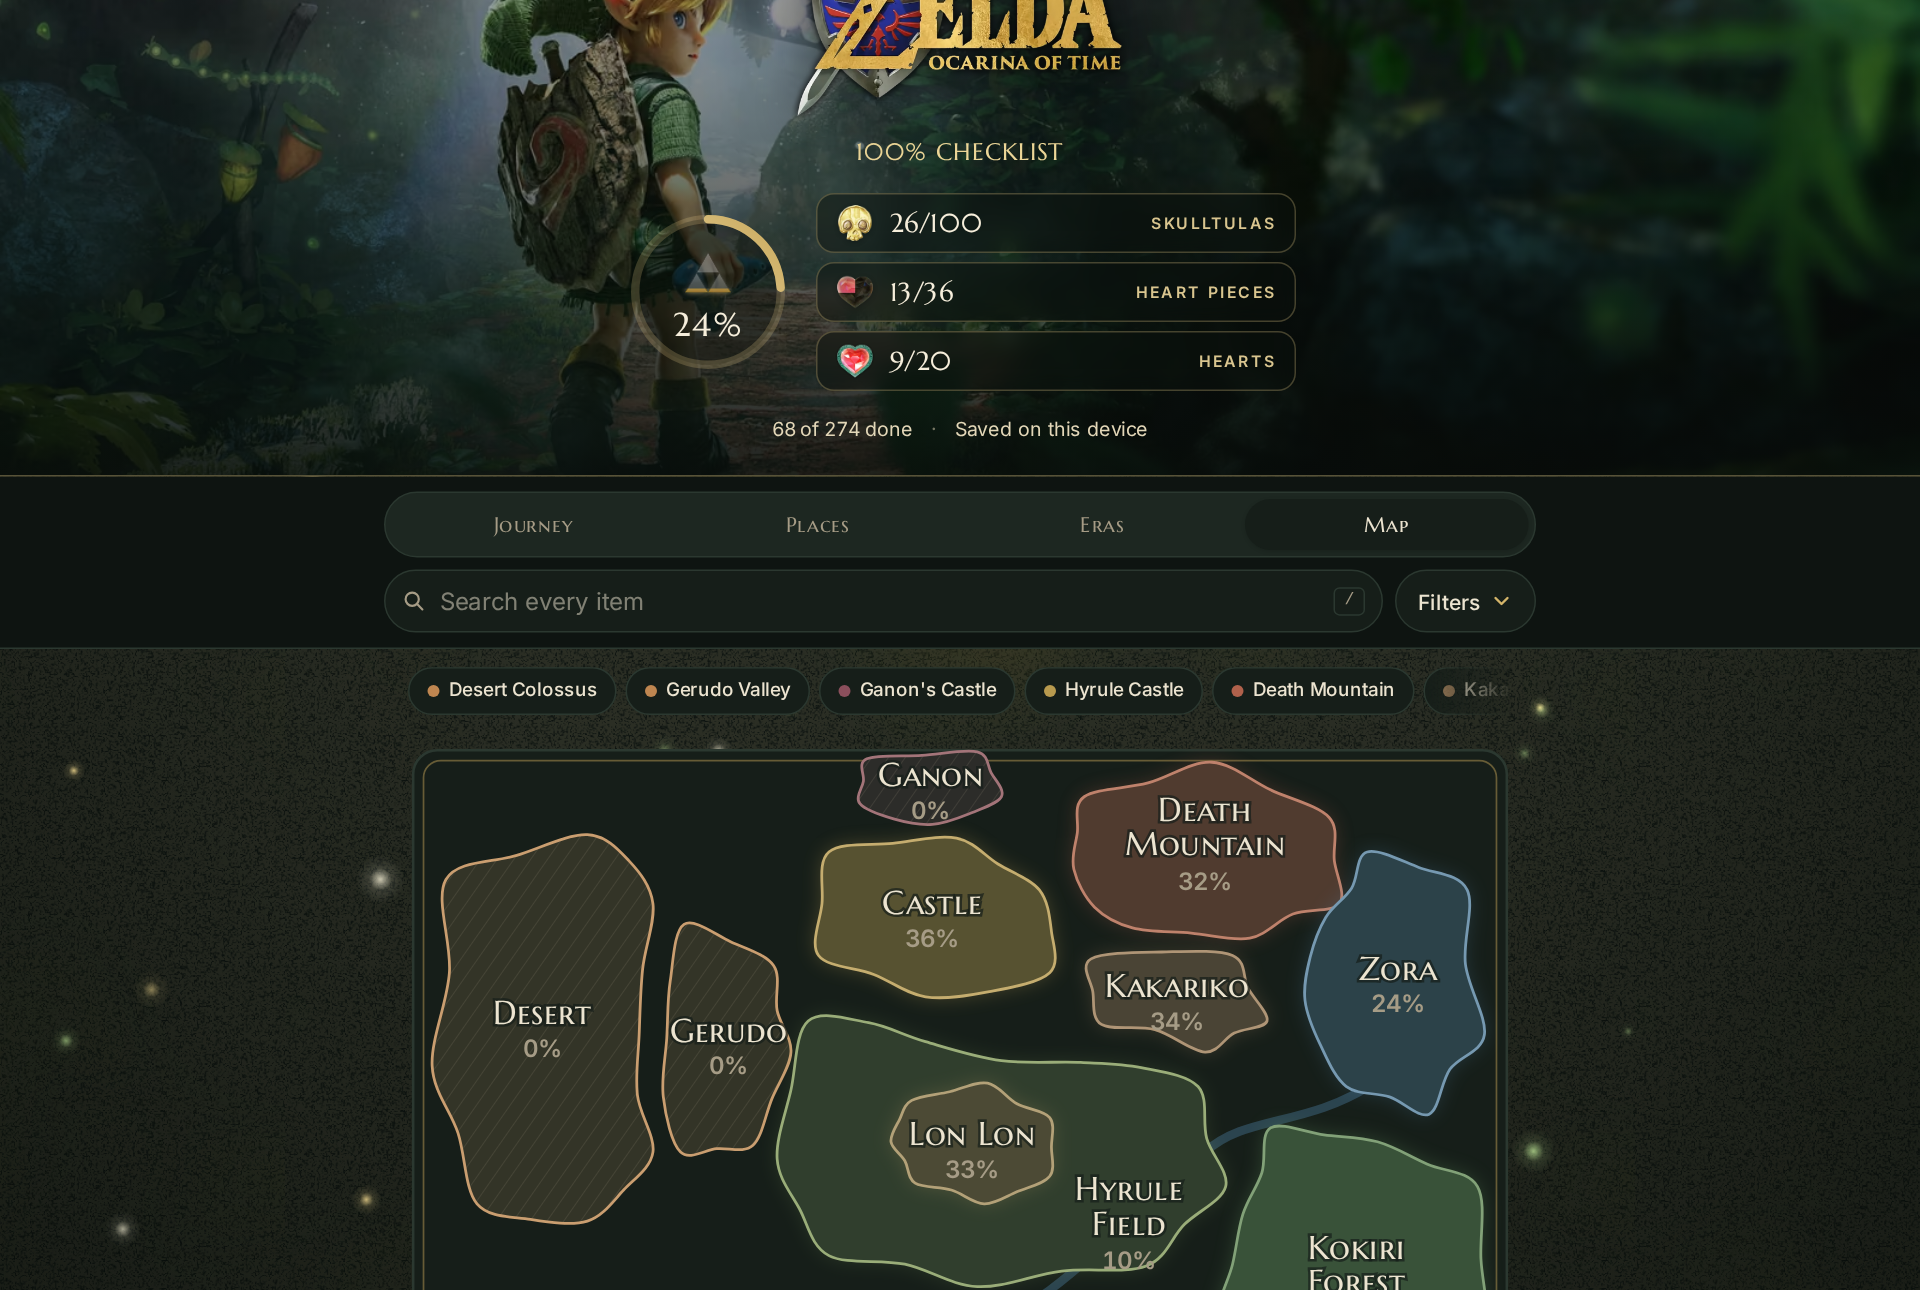 ZELDA
OCARINA OF TIME
100% CHECKLIST
26/100 SKULLTULAS
13/36 HEART PIECES
9/20 HEARTS
24%
68 of 274 done · Saved on this device
Journey Places Eras Map
Search every item / Filters
Desert Colossus Gerudo Valley Ganon's Castle Hyrule Castle Death Mountain Kaka
Ganon
0%
Death
Mountain
32%
Castle
36%
Zora
24%
Kakariko
34%
Desert
0%
Gerudo
0%
Lon Lon
33%
Hyrule
Field
10%
Kokiri
Forest